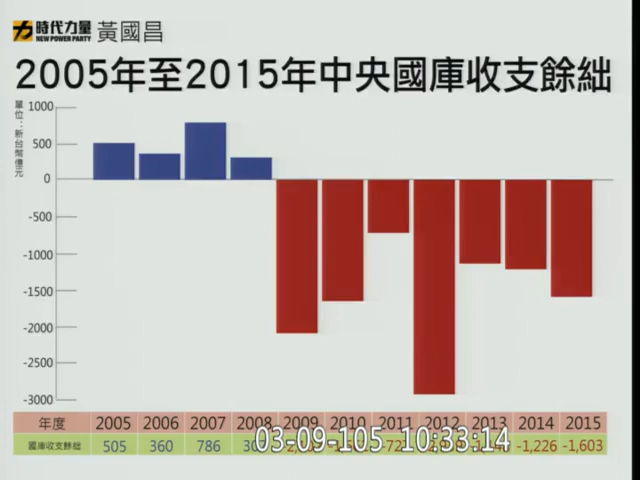 時代力量 黃國昌
NEW POWER PARTY
2005年至2015年中央國庫收支餘絀
單位：新台幣億元
1000
500
0
-500
-1000
-1500
-2000
-2500
-3000
年度 2005 2006 2007 2008 2009 2010 2011 2012 2013 2014 2015
國庫收支餘絀 505 360 786 -1,226 -1,603
03-09-105 10:33:14